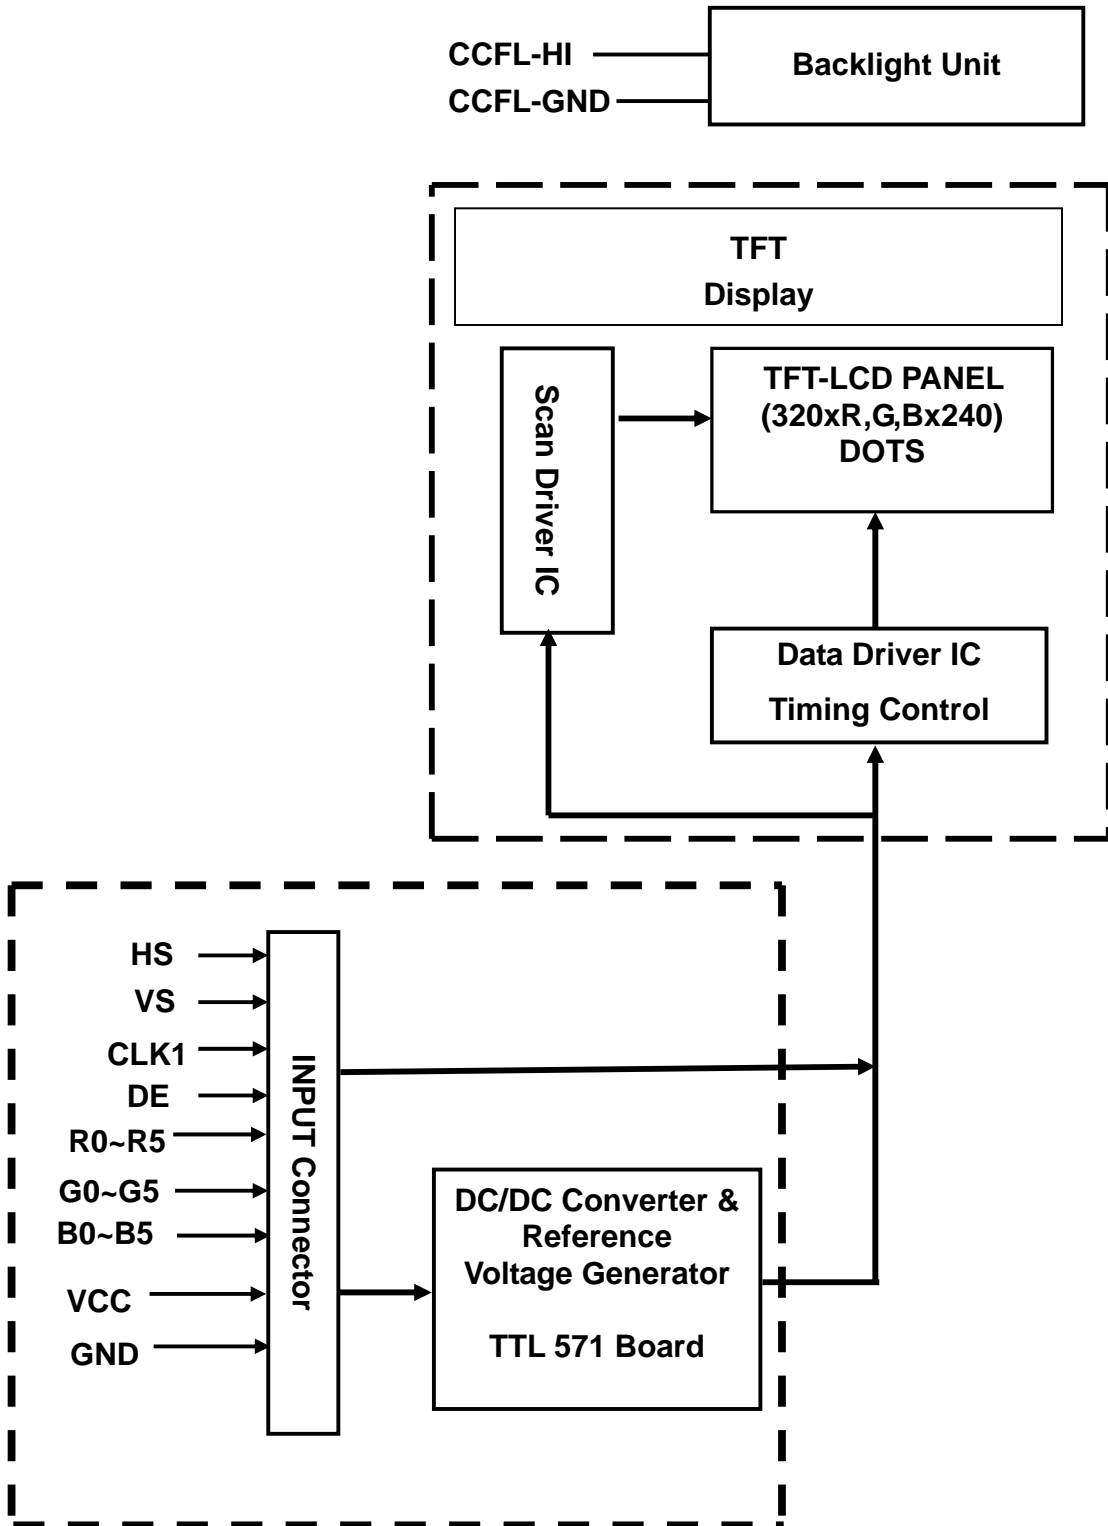 CCFL-HI
CCFL-GND
Backlight Unit
TFT
Display
Scan Driver IC
TFT-LCD PANEL
(320xR,G,Bx240)
DOTS
Data Driver IC
Timing Control
HS
VS
CLK1
DE
R0~R5
G0~G5
B0~B5
VCC
GND
INPUT Connector
DC/DC Converter &
Reference
Voltage Generator
TTL 571 Board